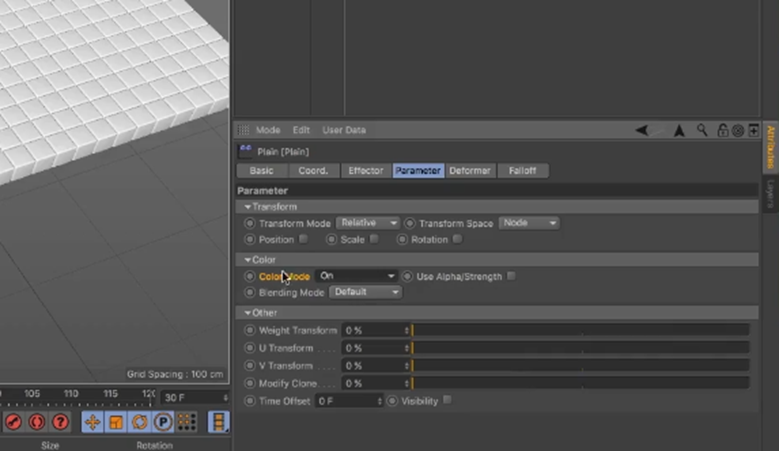 Mode Edit User Data
Plain [Plain]
Basic Coord. Effector Parameter Deformer Falloff
Parameter
Transform
Transform Mode Relative Transform Space Node
Position Scale Rotation
Color
Color Mode On Use Alpha/Strength
Blending Mode Default
Other
Weight Transform 0 %
U Transform .... 0 %
V Transform .... 0 %
Modify Clone... 0 %
Time Offset 0 F Visibility
Attributes
Layers
Grid Spacing : 100 cm
105 110 115 30 F
Size Rotation